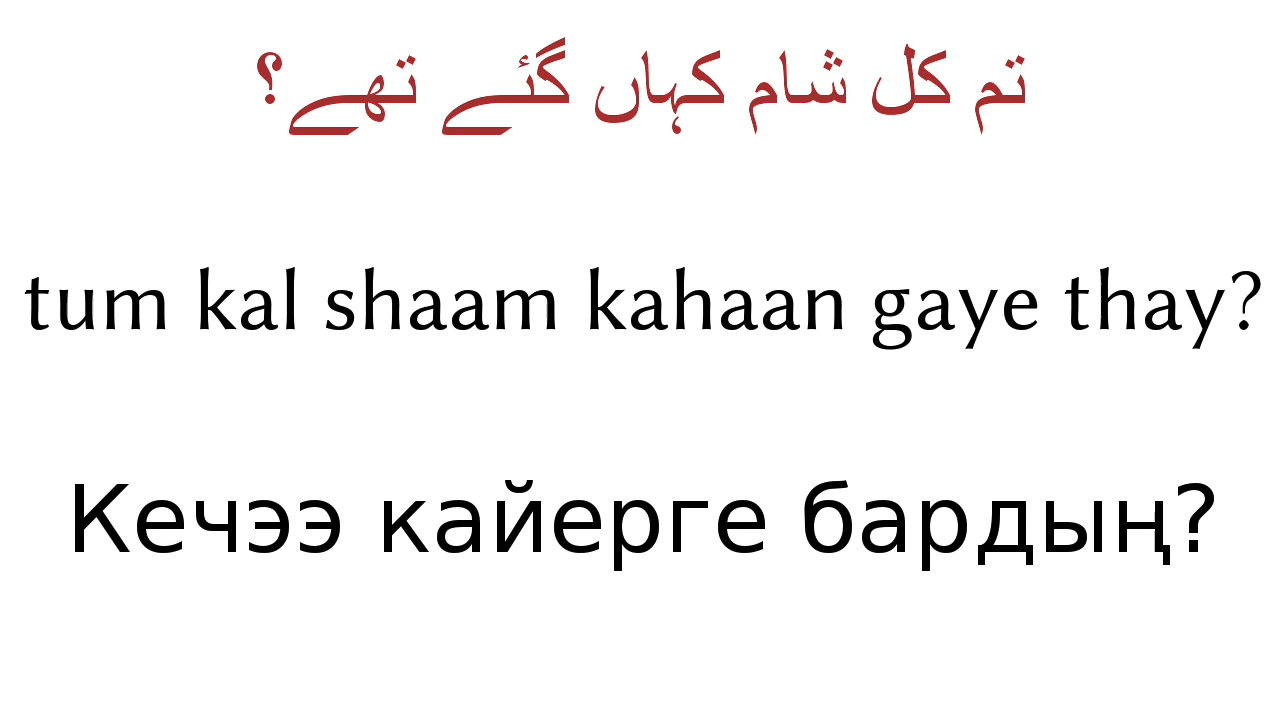 تم کل شام کہاں گئے تھے؟
tum kal shaam kahaan gaye thay?
Кечээ кайерге бардың?